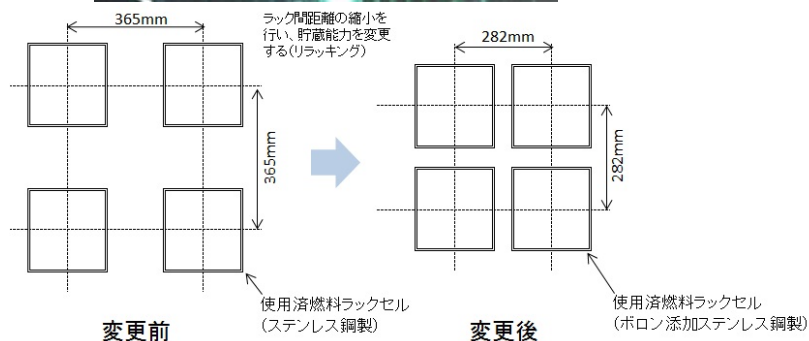 365mm
ラック間距離の縮小を
行い、貯蔵能力を変更
する(リラッキング)
365mm
282mm
282mm
使用済燃料ラックセル
(ステンレス鋼製)
変更前
使用済燃料ラックセル
(ボロン添加ステンレス鋼製)
変更後